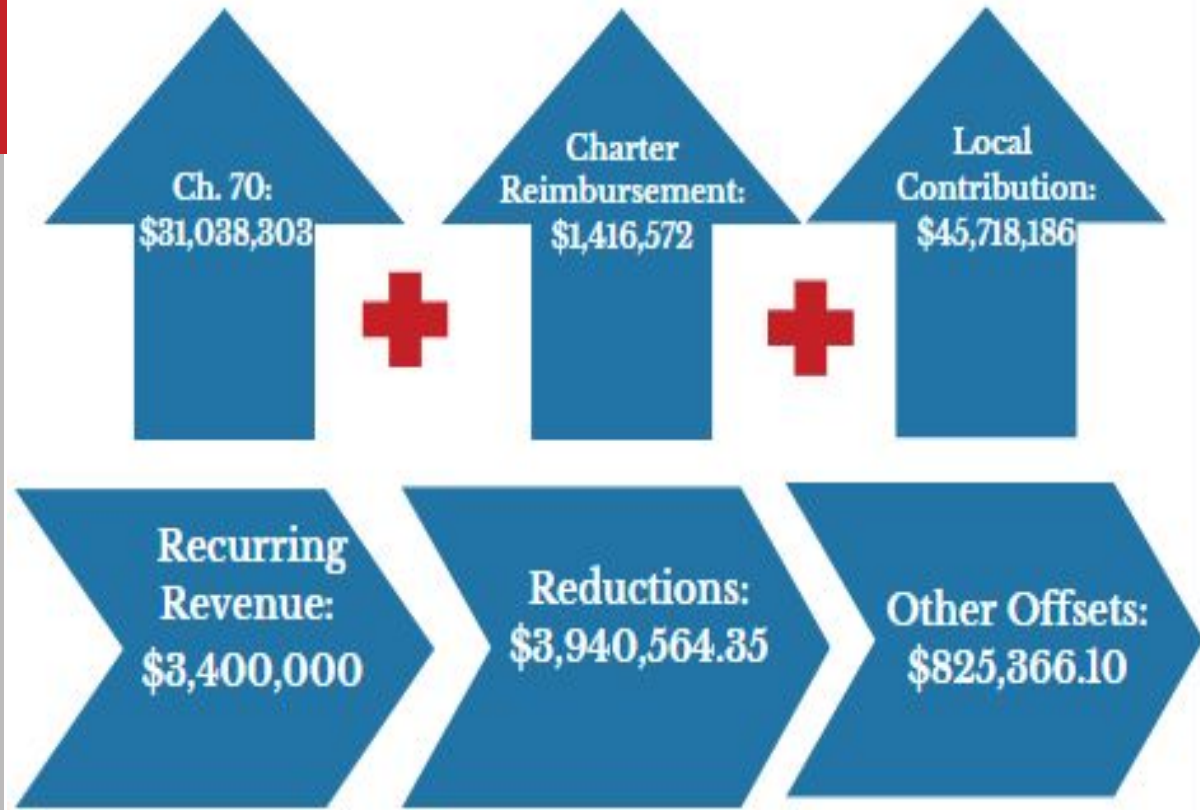 Ch. 70:
$31,038,303
Charter
Reimbursement:
$1,416,572
Local
Contribution:
$45,718,186
Recurring
Revenue:
$3,400,000
Reductions:
$3,940,564.35
Other Offsets:
$825,366.10